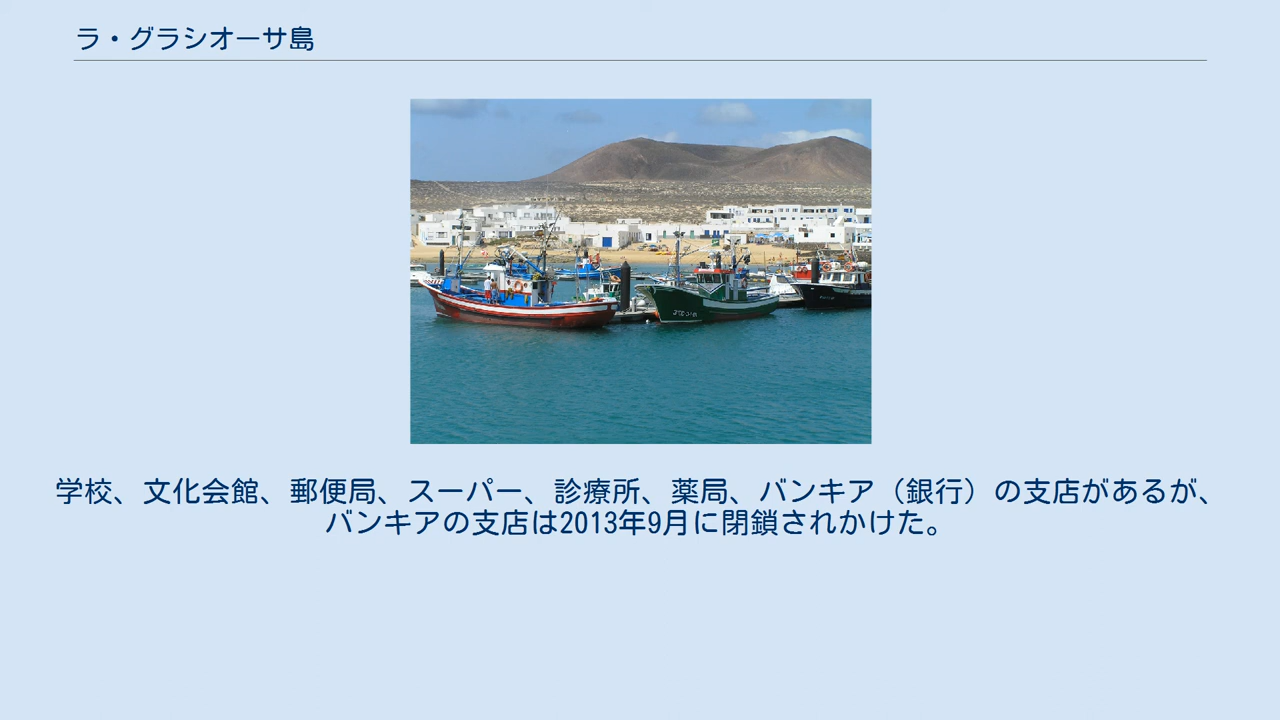 ラ・グラシオーサ島
学校、文化会館、郵便局、スーパー、診療所、薬局、バンキア（銀行）の支店があるが、
バンキアの支店は2013年9月に閉鎖されかけた。